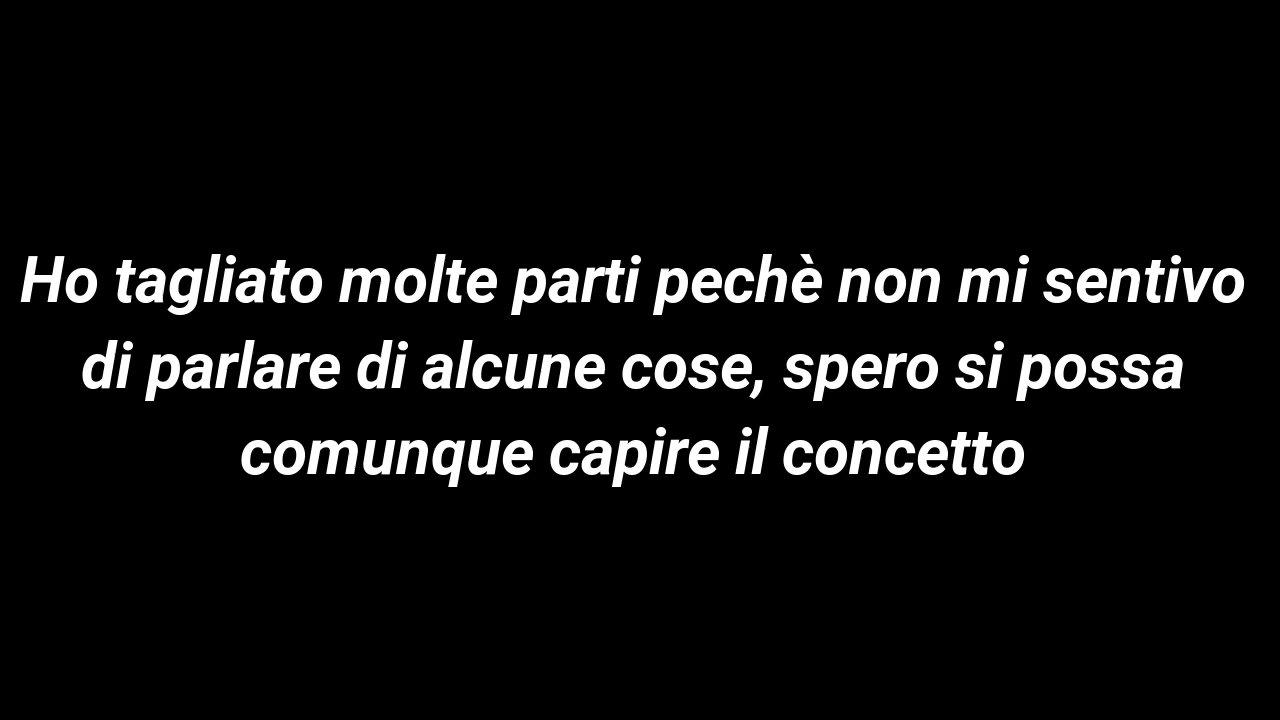 Ho tagliato molte parti pechè non mi sentivo
di parlare di alcune cose, spero si possa
comunque capire il concetto